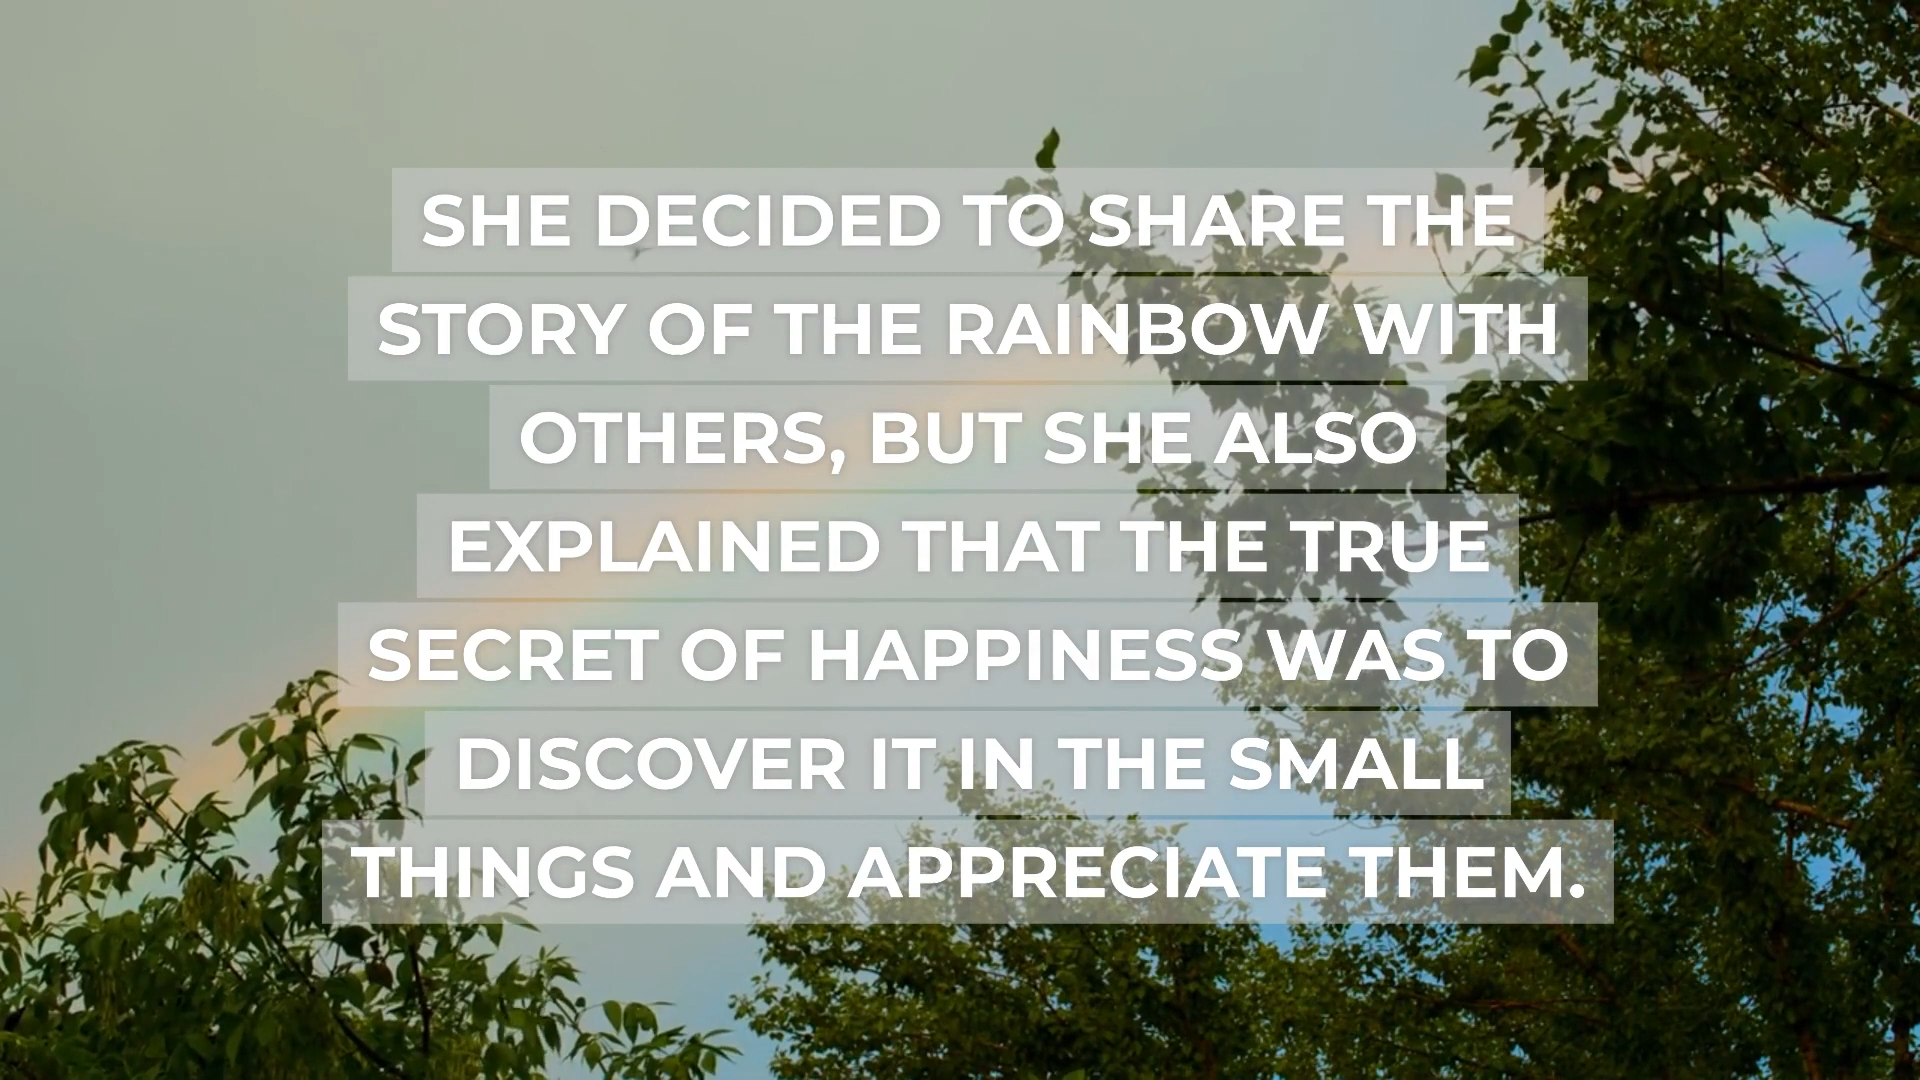 SHE DECIDED TO SHARE THE
STORY OF THE RAINBOW WITH
OTHERS, BUT SHE ALSO
EXPLAINED THAT THE TRUE
SECRET OF HAPPINESS WAS TO
DISCOVER IT IN THE SMALL
THINGS AND APPRECIATE THEM.